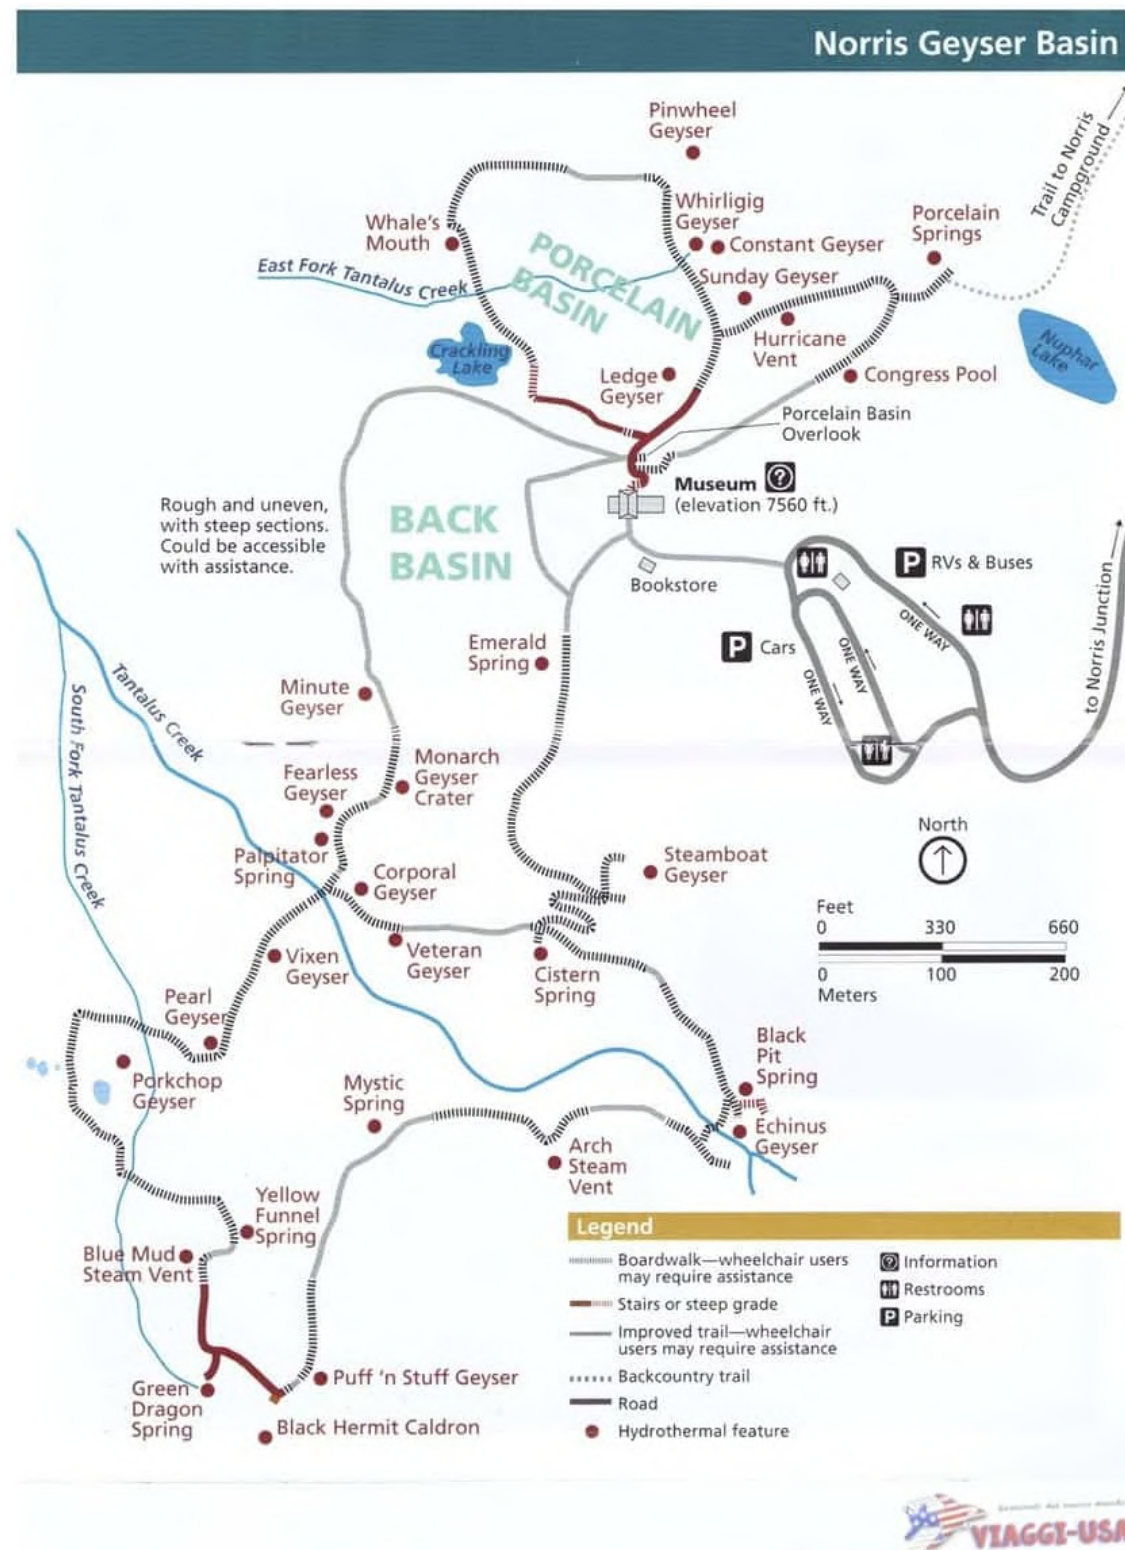 Norris Geyser Basin
Pinwheel
Geyser
Trail to Norris
Campground
Whirligig
Geyser
Porcelain
Springs
Whale's
Mouth
Constant Geyser
PORCELAIN
BASIN
East Fork Tantalus Creek
Sunday Geyser
Hurricane
Vent
Nuphar
Lake
Crackling
Lake
Ledge
Geyser
Congress Pool
Porcelain Basin
Overlook
Museum
(elevation 7560 ft.)
Rough and uneven,
with steep sections.
Could be accessible
with assistance.
BACK
BASIN
P
RVs & Buses
Bookstore
ONE WAY
to Norris Junction
Emerald
Spring
P
Cars
ONE WAY
ONE WAY
Minute
Geyser
Tantalus Creek
South Fork Tantalus Creek
Monarch
Geyser
Crater
Fearless
Geyser
North
Palpitator
Spring
Corporal
Geyser
Steamboat
Geyser
Feet
0 330 660
0 100 200
Meters
Vixen
Geyser
Veteran
Geyser
Cistern
Spring
Pearl
Geyser
Black
Pit
Spring
Porkchop
Geyser
Mystic
Spring
Echinus
Geyser
Arch
Steam
Vent
Yellow
Funnel
Spring
Blue Mud
Steam Vent
Legend
Boardwalk—wheelchair users
may require assistance
Stairs or steep grade
Improved trail—wheelchair
users may require assistance
Backcountry trail
Road
Hydrothermal feature
Information
Restrooms
P Parking
Puff 'n Stuff Geyser
Green
Dragon
Spring
Black Hermit Caldron
VIAGGI-USA